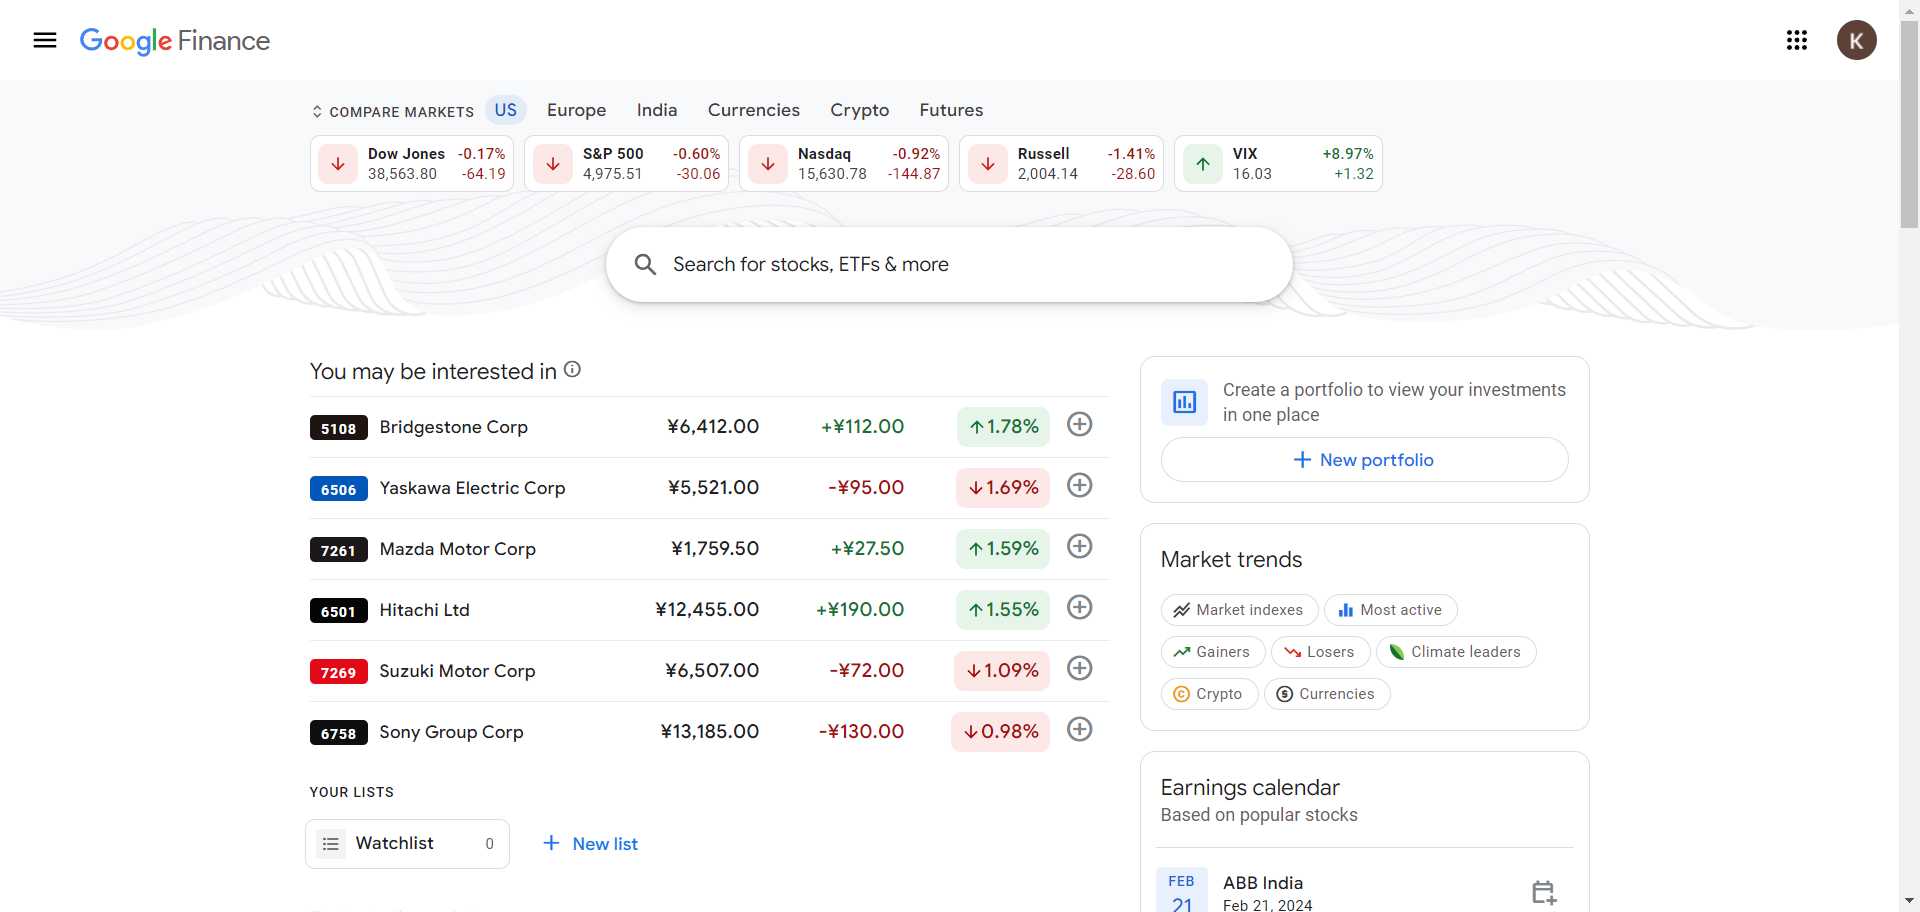 Google Finance
K
COMPARE MARKETS US Europe India Currencies Crypto Futures
Dow Jones -0.17%
38,563.80 -64.19
S&P 500 -0.60%
4,975.51 -30.06
Nasdaq -0.92%
15,630.78 -144.87
Russell -1.41%
2,004.14 -28.60
VIX +8.97%
16.03 +1.32
Search for stocks, ETFs & more
You may be interested in
5108 Bridgestone Corp ¥6,412.00 +¥112.00 1.78%
6506 Yaskawa Electric Corp ¥5,521.00 -¥95.00 1.69%
7261 Mazda Motor Corp ¥1,759.50 +¥27.50 1.59%
6501 Hitachi Ltd ¥12,455.00 +¥190.00 1.55%
7269 Suzuki Motor Corp ¥6,507.00 -¥72.00 1.09%
6758 Sony Group Corp ¥13,185.00 -¥130.00 0.98%
YOUR LISTS
Watchlist 0
New list
Create a portfolio to view your investments
in one place
New portfolio
Market trends
Market indexes Most active
Gainers Losers Climate leaders
Crypto Currencies
Earnings calendar
Based on popular stocks
FEB
21
ABB India
Feb 21, 2024